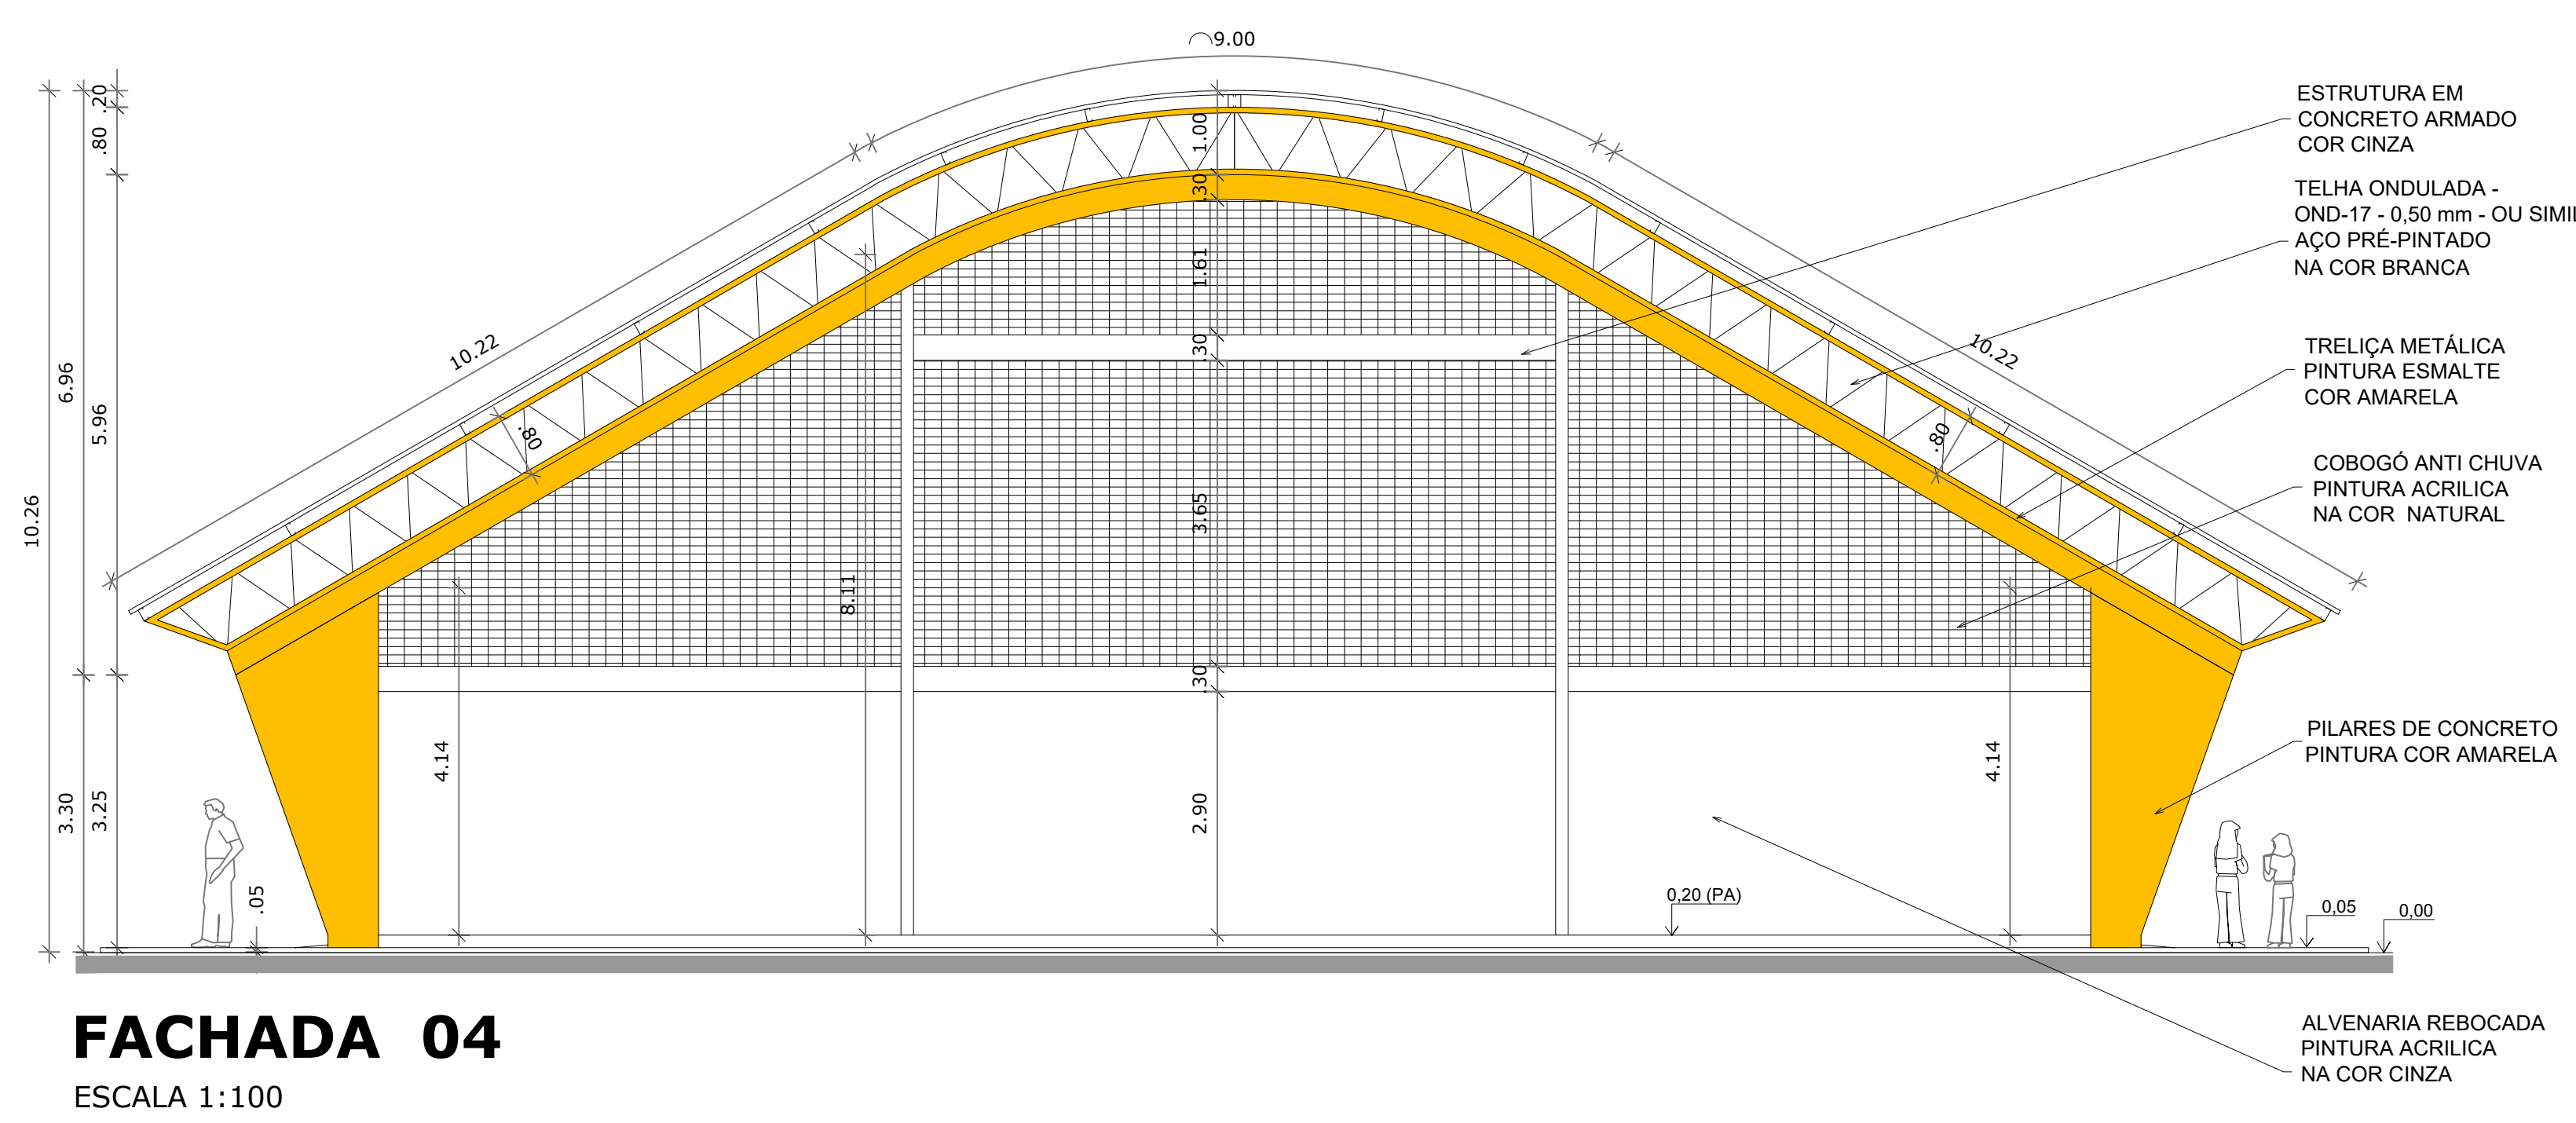 9.00
.20
.80
1.00
.30
1.61
.30
10.22
10.22
6.96
5.96
.80
.80
10.26
3.65
8.11
.30
4.14
4.14
3.30
3.25
2.90
.05
0,20 (PA)
0,05
0,00
ESTRUTURA EM
CONCRETO ARMADO
COR CINZA
TELHA ONDULADA -
OND-17 - 0,50 mm - OU SIMI
AÇO PRÉ-PINTADO
NA COR BRANCA
TRELIÇA METÁLICA
PINTURA ESMALTE
COR AMARELA
COBOGÓ ANTI CHUVA
PINTURA ACRILICA
NA COR NATURAL
PILARES DE CONCRETO
PINTURA COR AMARELA
ALVENARIA REBOCADA
PINTURA ACRILICA
NA COR CINZA
FACHADA 04
ESCALA 1:100